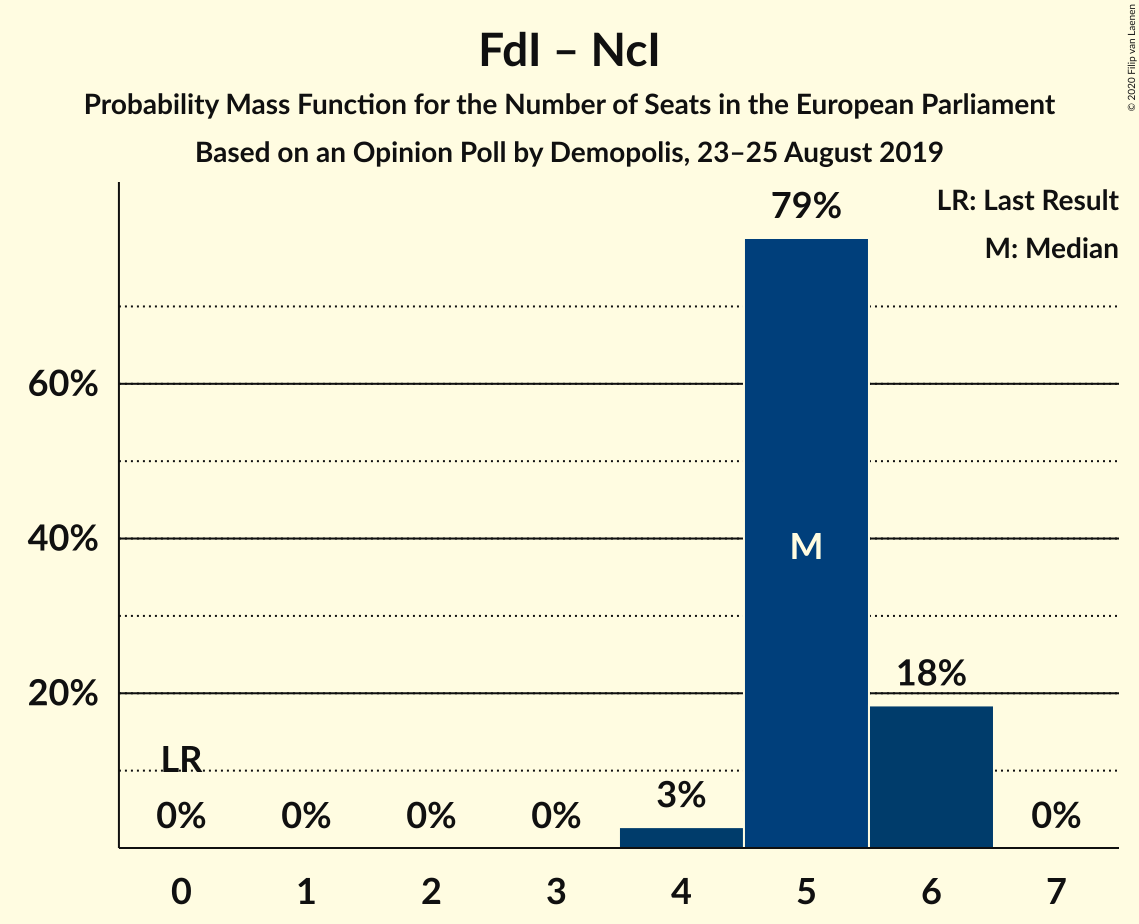 FdI – NcI
Probability Mass Function for the Number of Seats in the European Parliament
Based on an Opinion Poll by Demopolis, 23–25 August 2019
© 2020 Filip van Laenen
LR: Last Result
M: Median
79%
60%
40%
M
18%
20%
LR
3%
0% 0% 0% 0% 0%
0 1 2 3 4 5 6 7